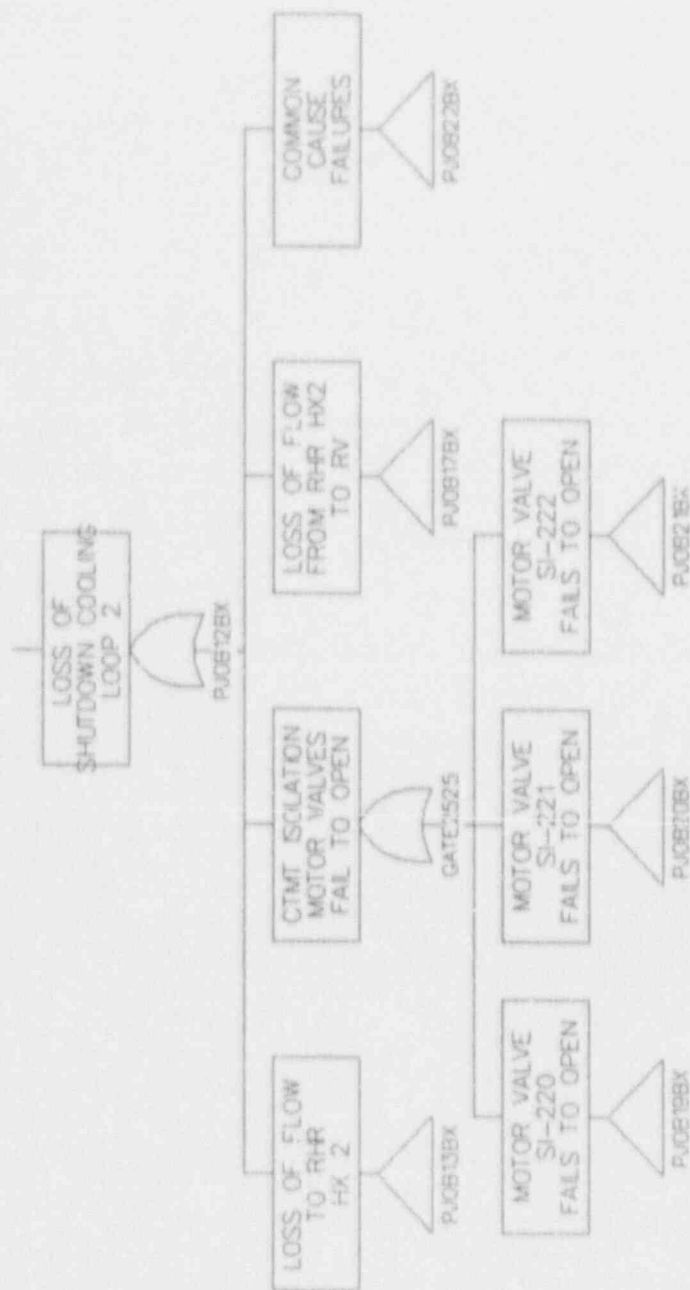 LOSS OF
SHUTDOWN COOLING
LOOP 2
PJOB12BX
LOSS OF FLOW
TO RHR
HX 2
PJOB13BX
CTMT ISOLATION
MOTOR VALVES
FAIL TO OPEN
GATE2525
LOSS OF FLOW
FROM RHR HX2
TO RV
PJOB17BX
COMMON
CAUSE
FAILURES
PJOB22BX
MOTOR VALVE
SI-220
FAILS TO OPEN
PJOB19BX
MOTOR VALVE
SI-221
FAILS TO OPEN
PJOB20BX
MOTOR VALVE
SI-222
FAILS TO OPEN
PJOB21BX